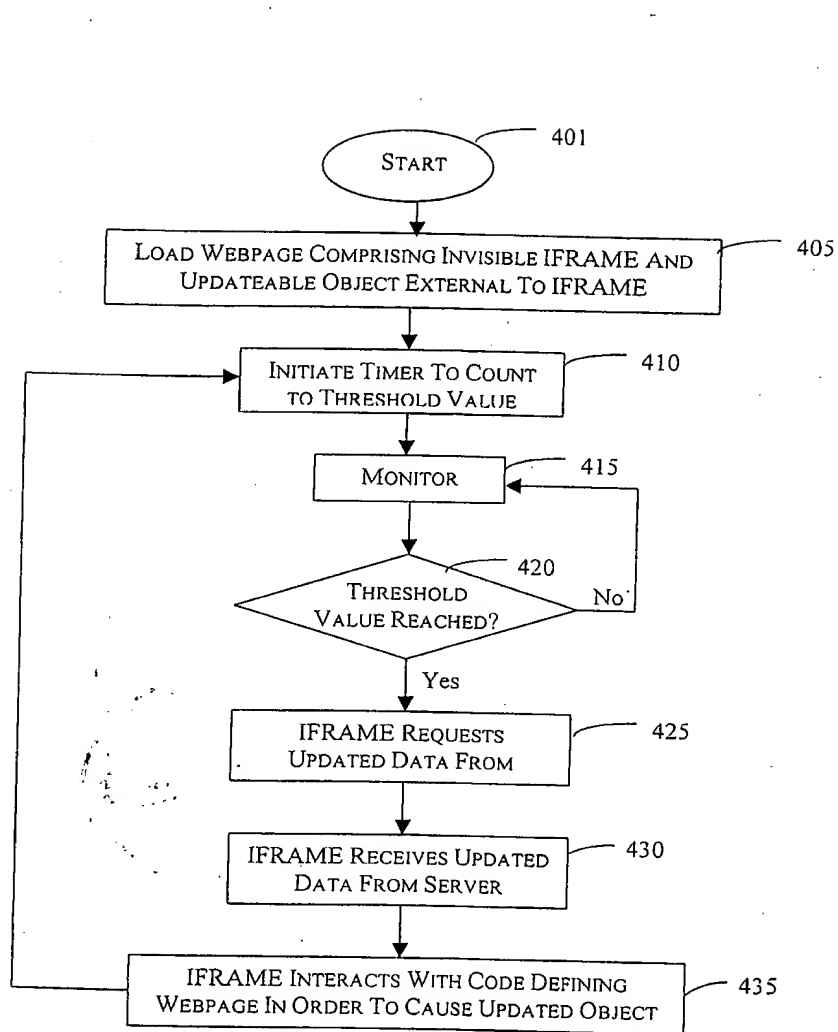 START
401
LOAD WEBPAGE COMPRISING INVISIBLE IFRAME AND
UPDATEABLE OBJECT EXTERNAL TO IFRAME
405
INITIATE TIMER TO COUNT
TO THRESHOLD VALUE
410
MONITOR
415
THRESHOLD
VALUE REACHED?
420
No
Yes
IFRAME REQUESTS
UPDATED DATA FROM
425
IFRAME RECEIVES UPDATED
DATA FROM SERVER
430
IFRAME INTERACTS WITH CODE DEFINING
WEBPAGE IN ORDER TO CAUSE UPDATED OBJECT
435